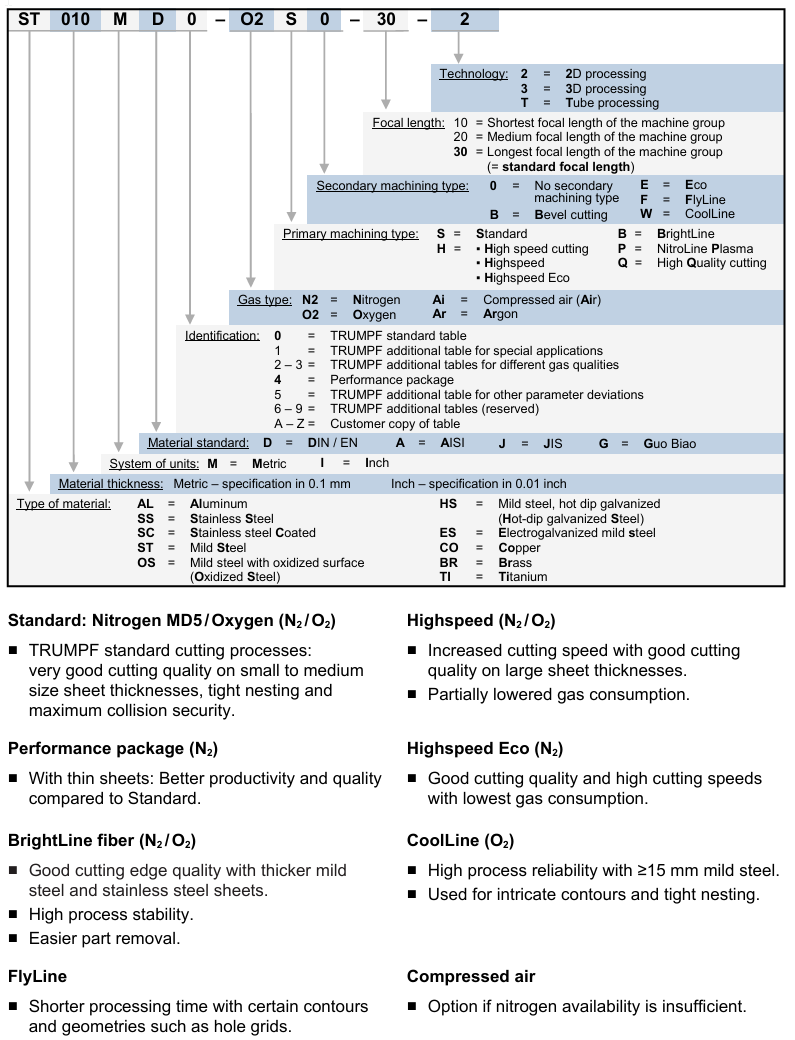 ST 010 M D 0 – O2 S 0 – 30 – 2
Technology: 2 = 2D processing
3 = 3D processing
T = Tube processing
Focal length: 10 = Shortest focal length of the machine group
20 = Medium focal length of the machine group
30 = Longest focal length of the machine group
(= standard focal length)
Secondary machining type: 0 = No secondary machining type
B = Bevel cutting
E = Eco
F = FlyLine
W = CoolLine
Primary machining type: S = Standard
H = ▪ High speed cutting
▪ Highspeed
▪ Highspeed Eco
B = BrightLine
P = NitroLine Plasma
Q = High Quality cutting
Gas type: N2 = Nitrogen Ai = Compressed air (Air)
O2 = Oxygen Ar = Argon
Identification: 0 = TRUMPF standard table
1 = TRUMPF additional table for special applications
2 – 3 = TRUMPF additional tables for different gas qualities
4 = Performance package
5 = TRUMPF additional table for other parameter deviations
6 – 9 = TRUMPF additional tables (reserved)
A – Z = Customer copy of table
Material standard: D = DIN / EN A = AISI J = JIS G = Guo Biao
System of units: M = Metric I = Inch
Material thickness: Metric – specification in 0.1 mm Inch – specification in 0.01 inch
Type of material: AL = Aluminum
SS = Stainless Steel
SC = Stainless steel Coated
ST = Mild Steel
OS = Mild steel with oxidized surface
(Oxidized Steel)
HS = Mild steel, hot dip galvanized
(Hot-dip galvanized Steel)
ES = Electrogalvanized mild steel
CO = Copper
BR = Brass
TI = Titanium
Standard: Nitrogen MD5 / Oxygen (N₂ / O₂)
■ TRUMPF standard cutting processes:
very good cutting quality on small to medium
size sheet thicknesses, tight nesting and
maximum collision security.
Performance package (N₂)
■ With thin sheets: Better productivity and quality
compared to Standard.
BrightLine fiber (N₂ / O₂)
■ Good cutting edge quality with thicker mild
steel and stainless steel sheets.
■ High process stability.
■ Easier part removal.
FlyLine
■ Shorter processing time with certain contours
and geometries such as hole grids.
Highspeed (N₂ / O₂)
■ Increased cutting speed with good cutting
quality on large sheet thicknesses.
■ Partially lowered gas consumption.
Highspeed Eco (N₂)
■ Good cutting quality and high cutting speeds
with lowest gas consumption.
CoolLine (O₂)
■ High process reliability with ≥15 mm mild steel.
■ Used for intricate contours and tight nesting.
Compressed air
■ Option if nitrogen availability is insufficient.